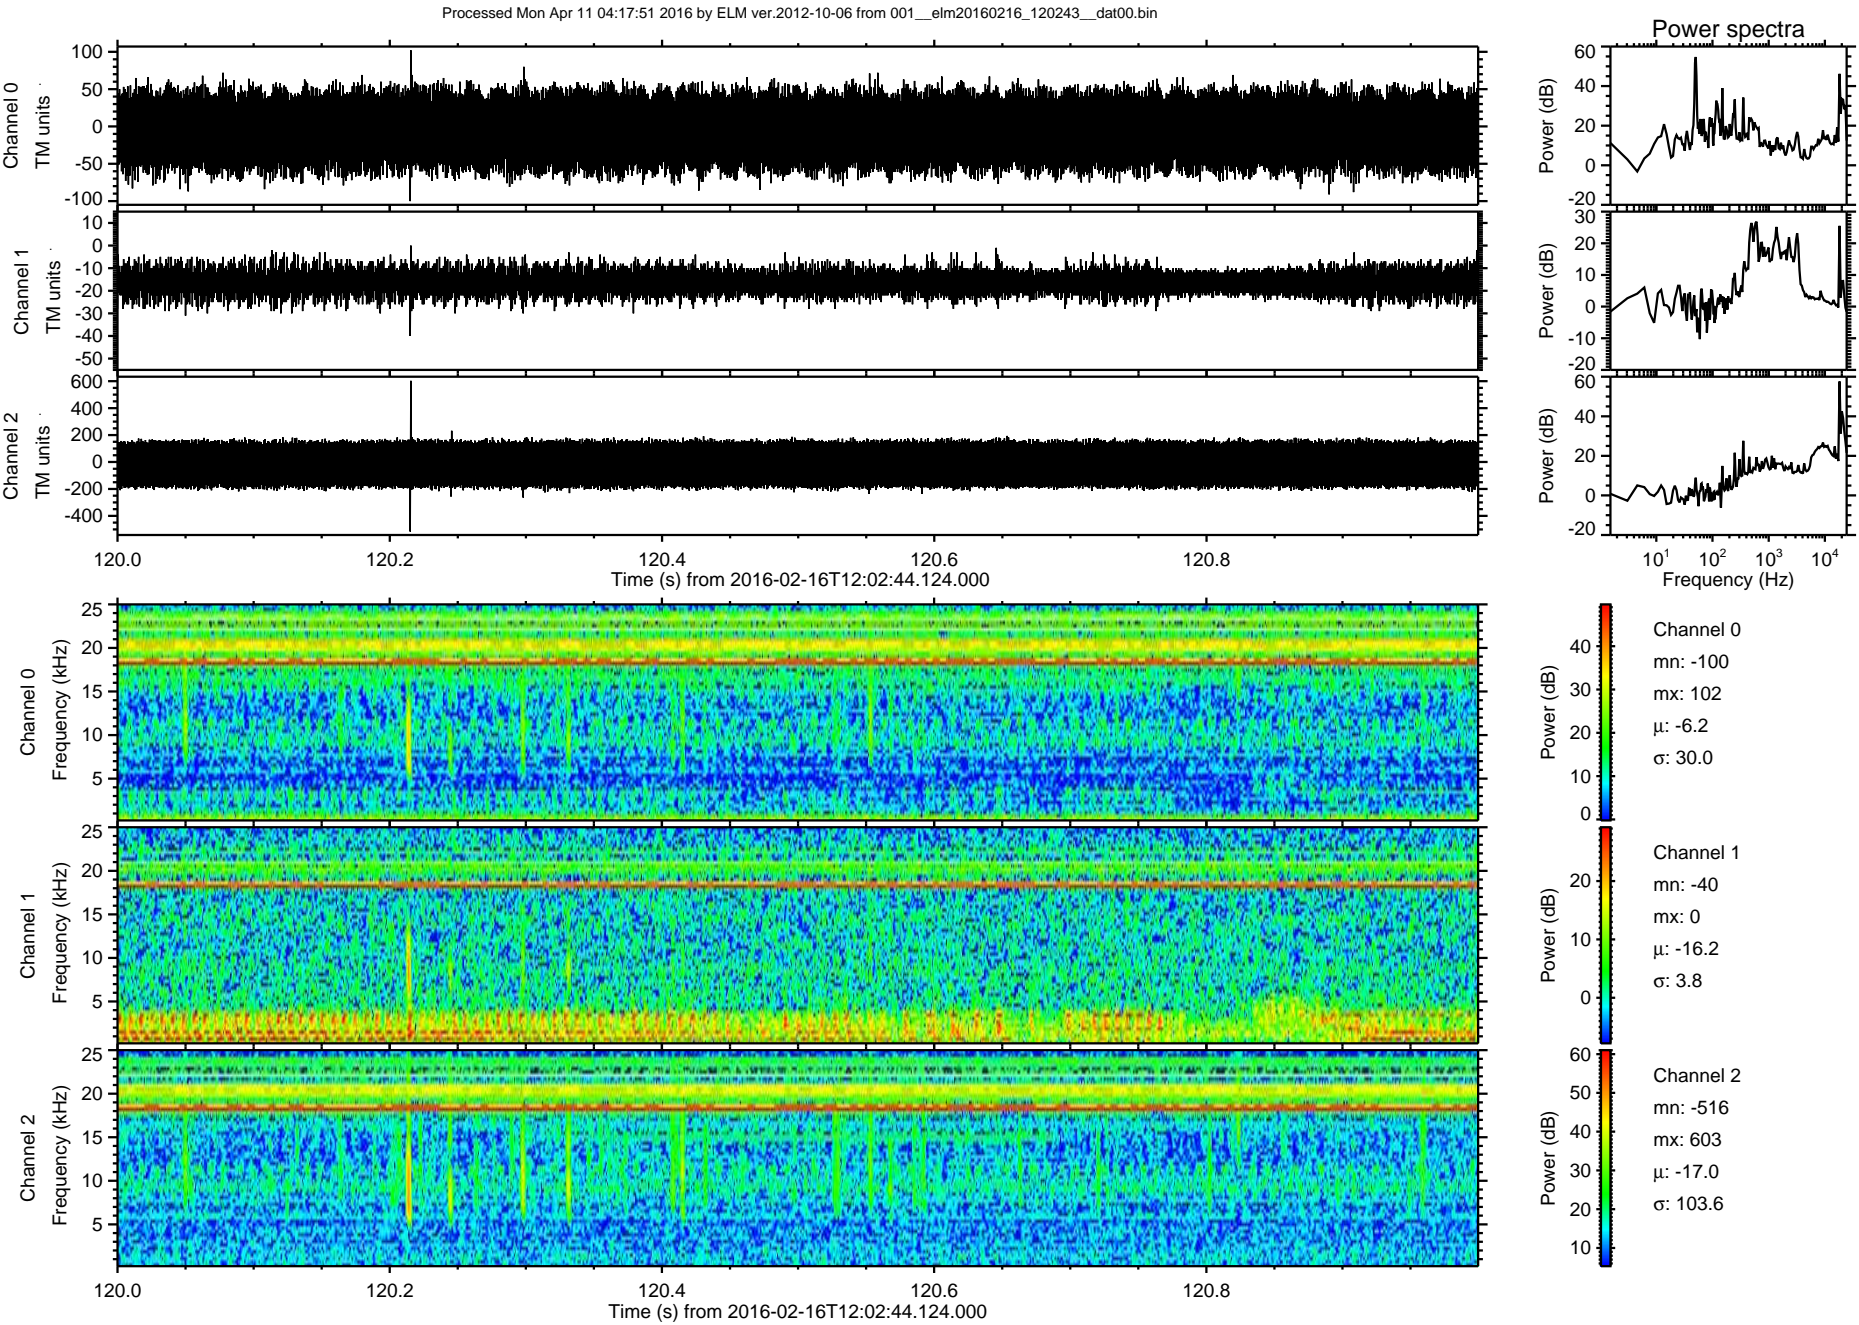 Processed Mon Apr 11 04:17:51 2016 by ELM ver.2012-10-06 from 001__elm20160216_120243__dat00.bin
Power spectra
Channel 0
TM units
100
50
0
-50
-100
Power (dB)
60
40
20
0
-20
Channel 1
TM units
10
0
-10
-20
-30
-40
-50
Power (dB)
30
20
10
0
-10
-20
Channel 2
TM units
600
400
200
0
-200
-400
Power (dB)
60
40
20
0
-20
120.0 120.2 120.4 120.6 120.8
Time (s) from 2016-02-16T12:02:44.124.000
10¹ 10² 10³ 10⁴
Frequency (Hz)
Channel 0
Frequency (kHz)
25
20
15
10
5
Power (dB)
40
30
20
10
0
Channel 0
mn: -100
mx: 102
μ: -6.2
σ: 30.0
Channel 1
Frequency (kHz)
25
20
15
10
5
Power (dB)
20
10
0
Channel 1
mn: -40
mx: 0
μ: -16.2
σ: 3.8
Channel 2
Frequency (kHz)
25
20
15
10
5
Power (dB)
60
50
40
30
20
10
Channel 2
mn: -516
mx: 603
μ: -17.0
σ: 103.6
120.0 120.2 120.4 120.6 120.8
Time (s) from 2016-02-16T12:02:44.124.000